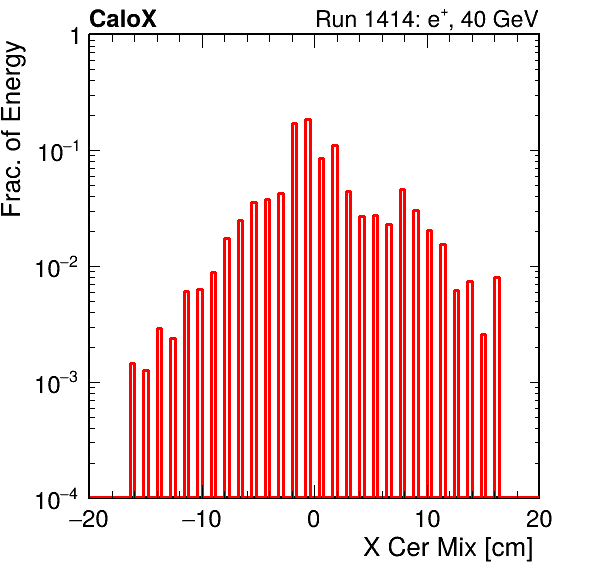 CaloX Run 1414: e⁺, 40 GeV
Frac. of Energy
1
10⁻¹
10⁻²
10⁻³
10⁻⁴
−20 −10 0 10 20
X Cer Mix [cm]